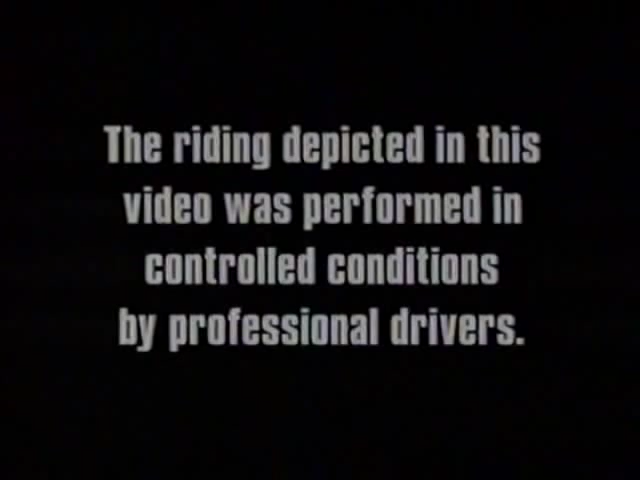 The riding depicted in this
video was performed in
controlled conditions
by professional drivers.